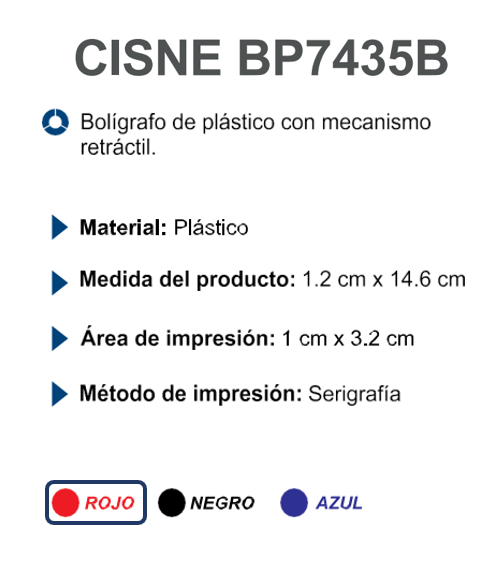 CISNE BP7435B
Bolígrafo de plástico con mecanismo
retráctil.
Material: Plástico
Medida del producto: 1.2 cm x 14.6 cm
Área de impresión: 1 cm x 3.2 cm
Método de impresión: Serigrafía
ROJO NEGRO AZUL